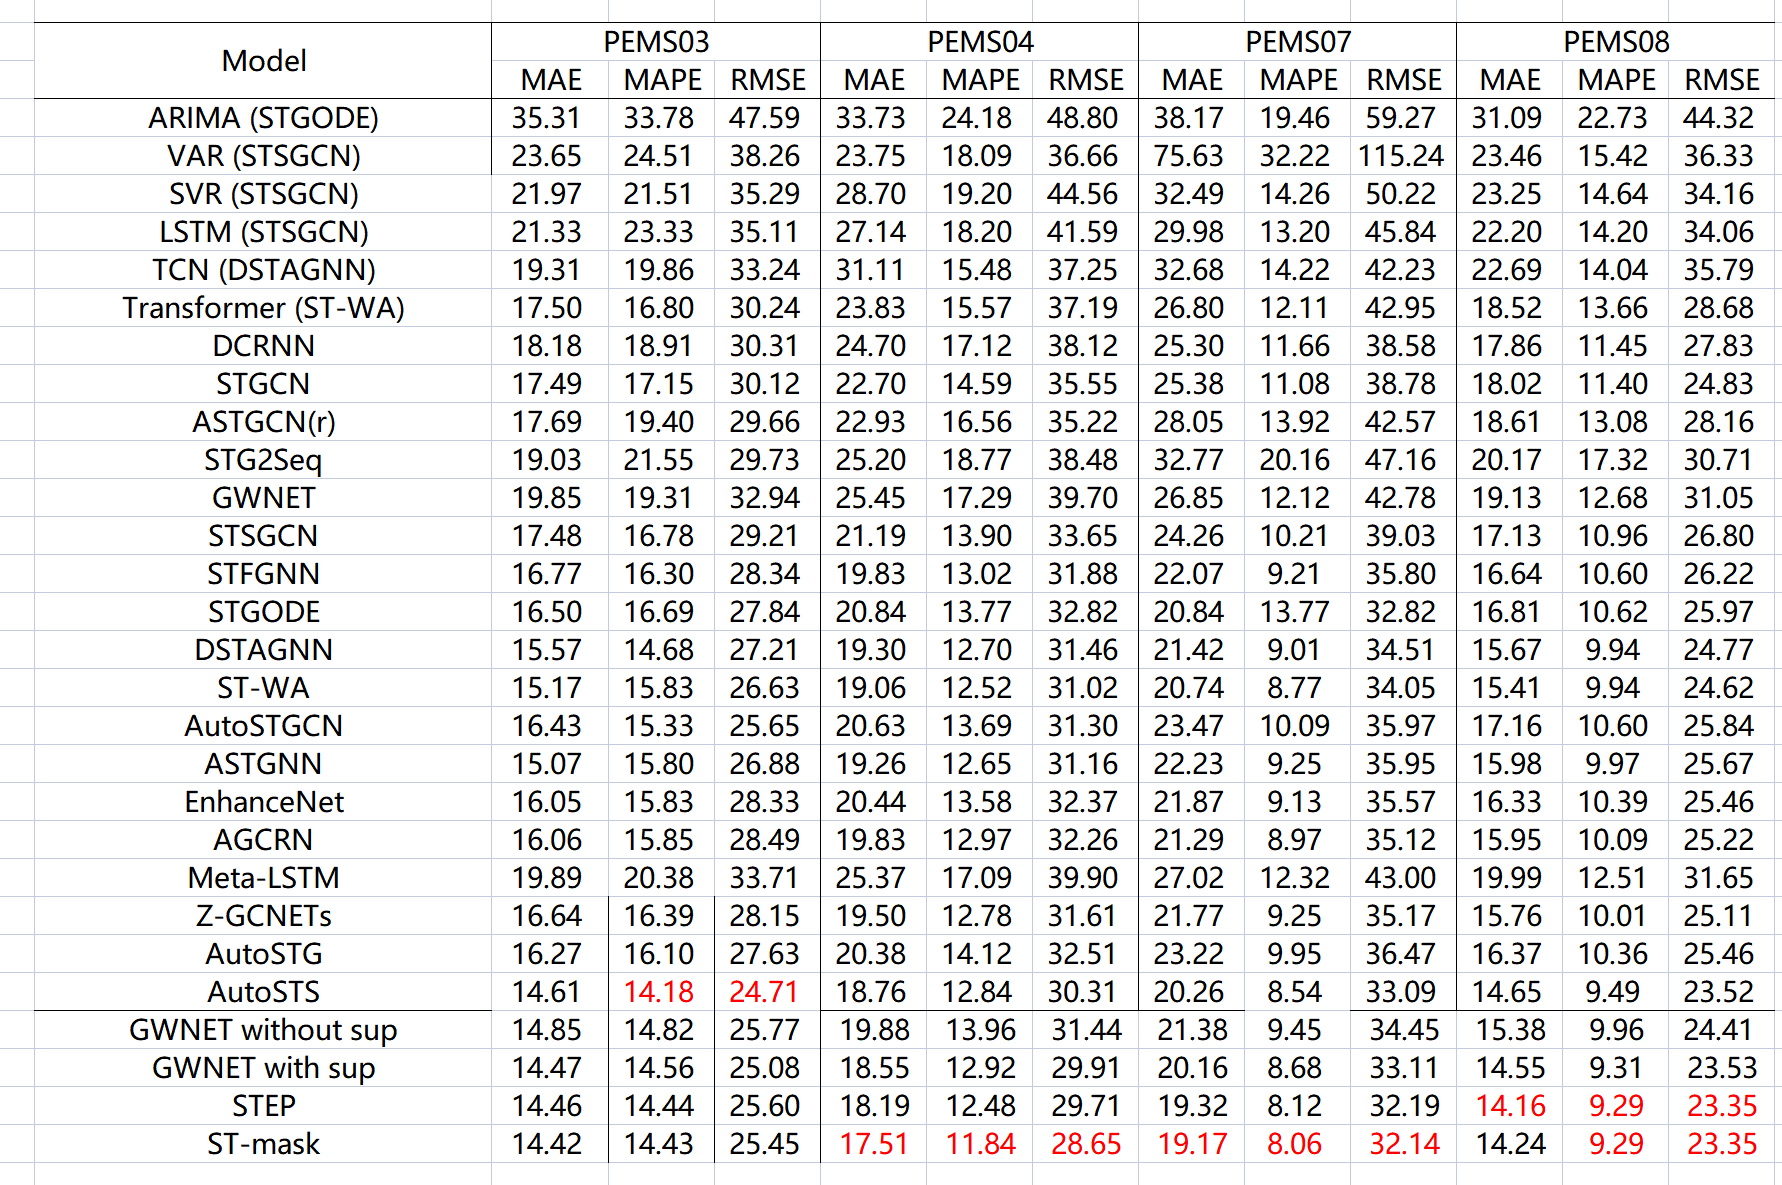 Model PEMS03 PEMS04 PEMS07 PEMS08
MAE MAPE RMSE MAE MAPE RMSE MAE MAPE RMSE MAE MAPE RMSE
ARIMA (STGODE) 35.31 33.78 47.59 33.73 24.18 48.80 38.17 19.46 59.27 31.09 22.73 44.32
VAR (STSGCN) 23.65 24.51 38.26 23.75 18.09 36.66 75.63 32.22 115.24 23.46 15.42 36.33
SVR (STSGCN) 21.97 21.51 35.29 28.70 19.20 44.56 32.49 14.26 50.22 23.25 14.64 34.16
LSTM (STSGCN) 21.33 23.33 35.11 27.14 18.20 41.59 29.98 13.20 45.84 22.20 14.20 34.06
TCN (DSTAGNN) 19.31 19.86 33.24 31.11 15.48 37.25 32.68 14.22 42.23 22.69 14.04 35.79
Transformer (ST-WA) 17.50 16.80 30.24 23.83 15.57 37.19 26.80 12.11 42.95 18.52 13.66 28.68
DCRNN 18.18 18.91 30.31 24.70 17.12 38.12 25.30 11.66 38.58 17.86 11.45 27.83
STGCN 17.49 17.15 30.12 22.70 14.59 35.55 25.38 11.08 38.78 18.02 11.40 24.83
ASTGCN(r) 17.69 19.40 29.66 22.93 16.56 35.22 28.05 13.92 42.57 18.61 13.08 28.16
STG2Seq 19.03 21.55 29.73 25.20 18.77 38.48 32.77 20.16 47.16 20.17 17.32 30.71
GWNET 19.85 19.31 32.94 25.45 17.29 39.70 26.85 12.12 42.78 19.13 12.68 31.05
STSGCN 17.48 16.78 29.21 21.19 13.90 33.65 24.26 10.21 39.03 17.13 10.96 26.80
STFGNN 16.77 16.30 28.34 19.83 13.02 31.88 22.07 9.21 35.80 16.64 10.60 26.22
STGODE 16.50 16.69 27.84 20.84 13.77 32.82 20.84 13.77 32.82 16.81 10.62 25.97
DSTAGNN 15.57 14.68 27.21 19.30 12.70 31.46 21.42 9.01 34.51 15.67 9.94 24.77
ST-WA 15.17 15.83 26.63 19.06 12.52 31.02 20.74 8.77 34.05 15.41 9.94 24.62
AutoSTGCN 16.43 15.33 25.65 20.63 13.69 31.30 23.47 10.09 35.97 17.16 10.60 25.84
ASTGNN 15.07 15.80 26.88 19.26 12.65 31.16 22.23 9.25 35.95 15.98 9.97 25.67
EnhanceNet 16.05 15.83 28.33 20.44 13.58 32.37 21.87 9.13 35.57 16.33 10.39 25.46
AGCRN 16.06 15.85 28.49 19.83 12.97 32.26 21.29 8.97 35.12 15.95 10.09 25.22
Meta-LSTM 19.89 20.38 33.71 25.37 17.09 39.90 27.02 12.32 43.00 19.99 12.51 31.65
Z-GCNETs 16.64 16.39 28.15 19.50 12.78 31.61 21.77 9.25 35.17 15.76 10.01 25.11
AutoSTG 16.27 16.10 27.63 20.38 14.12 32.51 23.22 9.95 36.47 16.37 10.36 25.46
AutoSTS 14.61 14.18 24.71 18.76 12.84 30.31 20.26 8.54 33.09 14.65 9.49 23.52
GWNET without sup 14.85 14.82 25.77 19.88 13.96 31.44 21.38 9.45 34.45 15.38 9.96 24.41
GWNET with sup 14.47 14.56 25.08 18.55 12.92 29.91 20.16 8.68 33.11 14.55 9.31 23.53
STEP 14.46 14.44 25.60 18.19 12.48 29.71 19.32 8.12 32.19 14.16 9.29 23.35
ST-mask 14.42 14.43 25.45 17.51 11.84 28.65 19.17 8.06 32.14 14.24 9.29 23.35